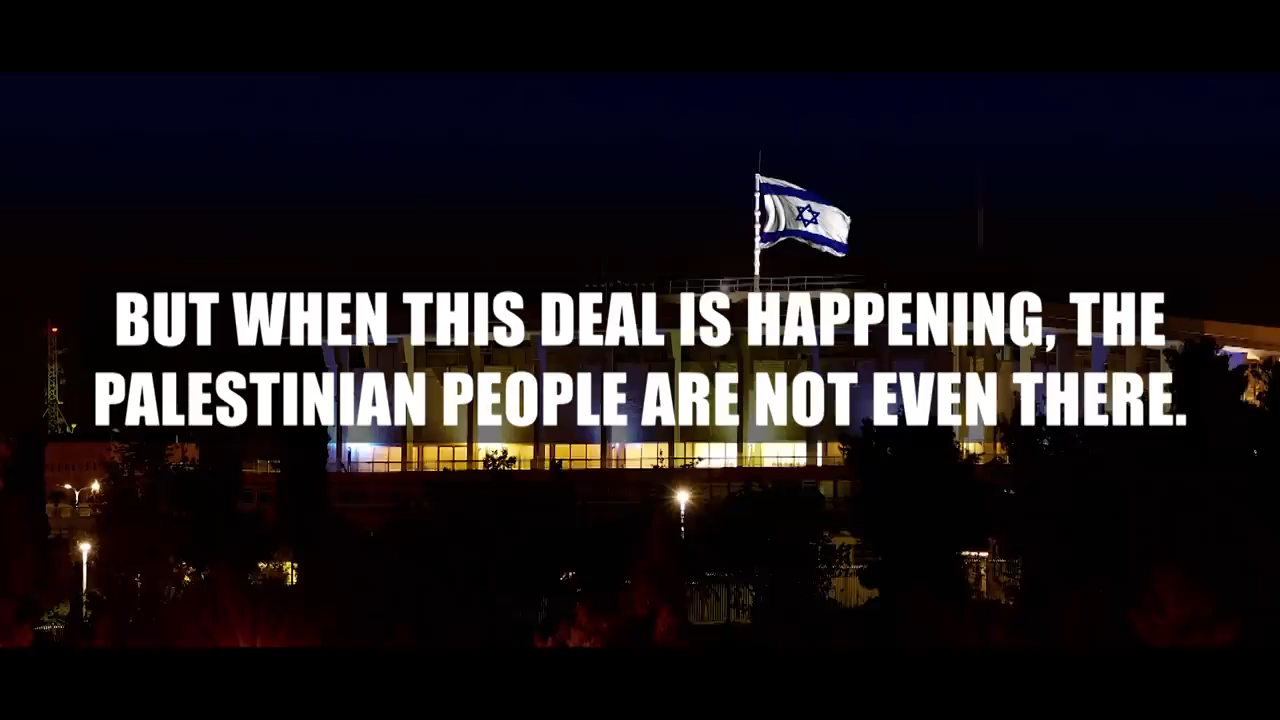 BUT WHEN THIS DEAL IS HAPPENING, THE
PALESTINIAN PEOPLE ARE NOT EVEN THERE.